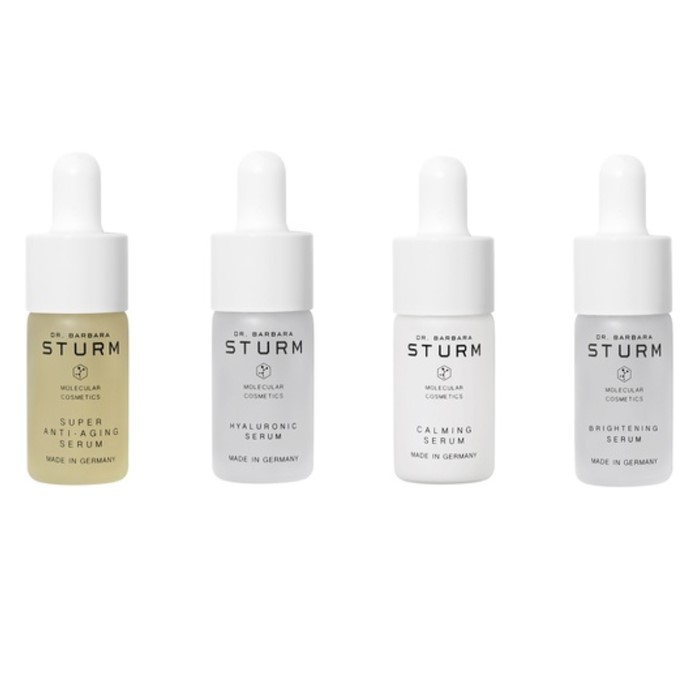 DR. BARBARA
STURM
MOLECULAR
COSMETICS
SUPER
ANTI-AGING
SERUM
MADE IN GERMANY
DR. BARBARA
STURM
MOLECULAR
COSMETICS
HYALURONIC
SERUM
MADE IN GERMANY
DR. BARBARA
STURM
MOLECULAR
COSMETICS
CALMING
SERUM
MADE IN GERMANY
DR. BARBARA
STURM
MOLECULAR
COSMETICS
BRIGHTENING
SERUM
MADE IN GERMANY